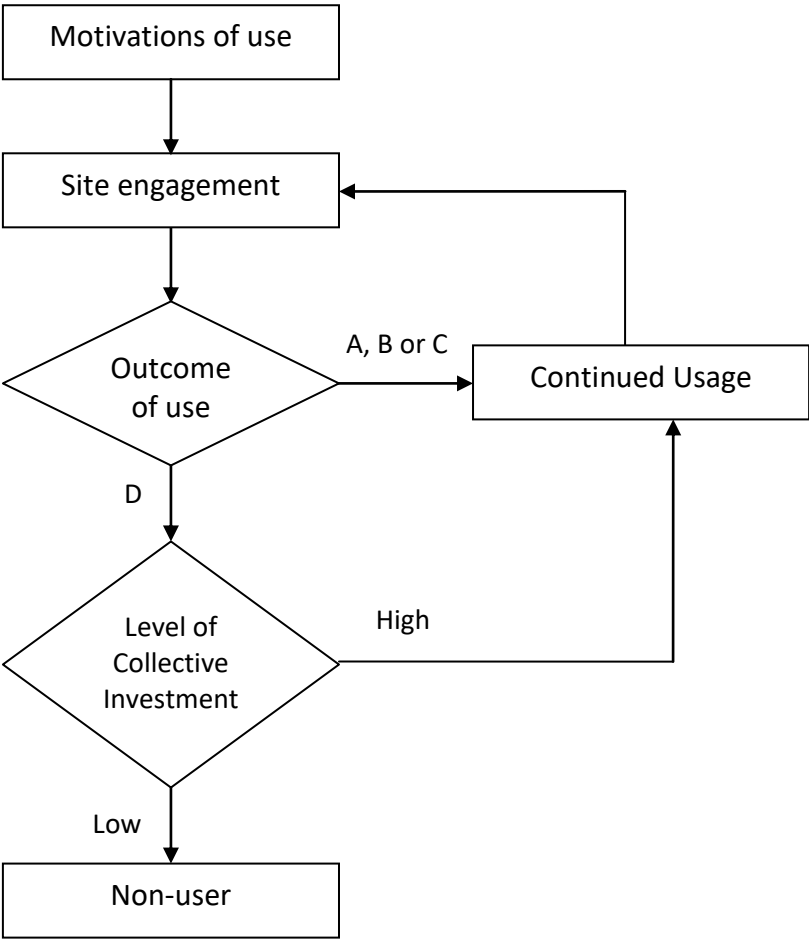 Motivations of use
Site engagement
A, B or C
Outcome
of use
Continued Usage
D
Level of
Collective
Investment
High
Low
Non-user